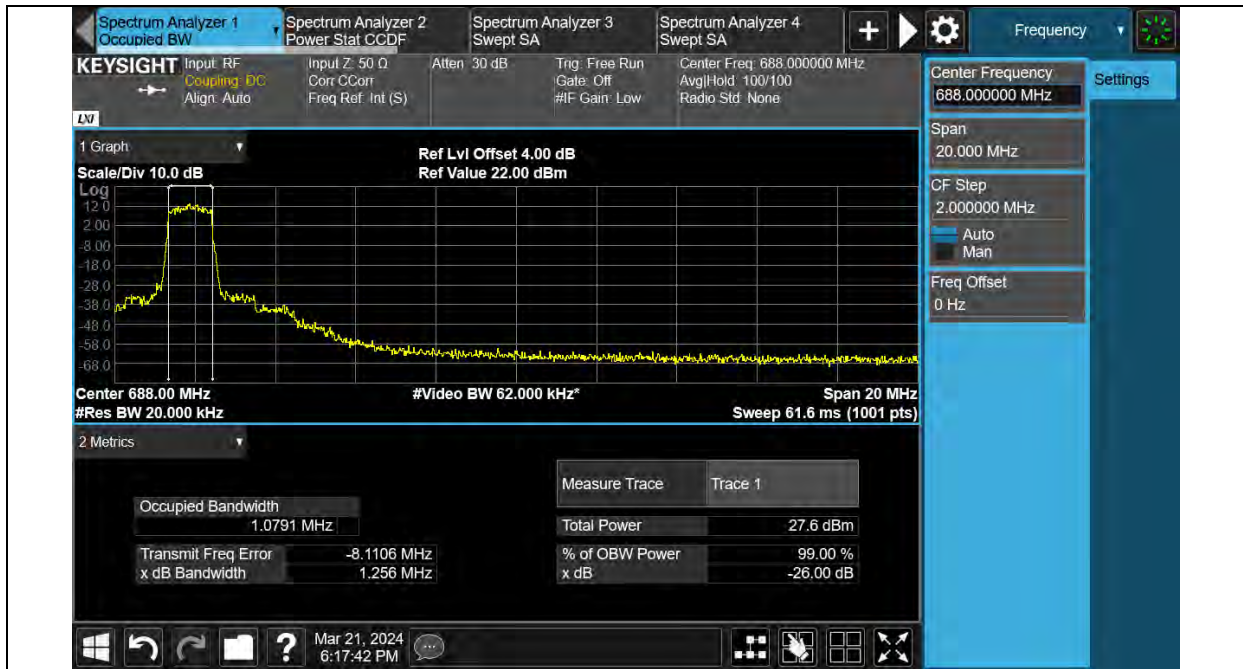 Spectrum Analyzer 1
Occupied BW
Spectrum Analyzer 2
Power Stat CCDF
Spectrum Analyzer 3
Swept SA
Spectrum Analyzer 4
Swept SA
+
Frequency
KEYSIGHT
LXI
Input: RF
Coupling: DC
Align: Auto
Input Z: 50 Ω
Corr CCorr
Freq Ref: Int (S)
Atten: 30 dB
Trig: Free Run
Gate: Off
#IF Gain: Low
Center Freq: 688.000000 MHz
Avg|Hold: 100/100
Radio Std: None
Center Frequency
688.000000 MHz
Settings
Span
20.000 MHz
CF Step
2.000000 MHz
Auto
Man
Freq Offset
0 Hz
1 Graph
Scale/Div 10.0 dB
Ref Lvl Offset 4.00 dB
Ref Value 22.00 dBm
Log
12.0
2.00
-8.00
-18.0
-28.0
-38.0
-48.0
-58.0
-68.0
Center 688.00 MHz
#Res BW 20.000 kHz
#Video BW 62.000 kHz*
Span 20 MHz
Sweep 61.6 ms (1001 pts)
2 Metrics
Occupied Bandwidth
1.0791 MHz
Transmit Freq Error -8.1106 MHz
x dB Bandwidth 1.256 MHz
Measure Trace Trace 1
Total Power 27.6 dBm
% of OBW Power 99.00 %
x dB -26.00 dB
?
Mar 21, 2024
6:17:42 PM